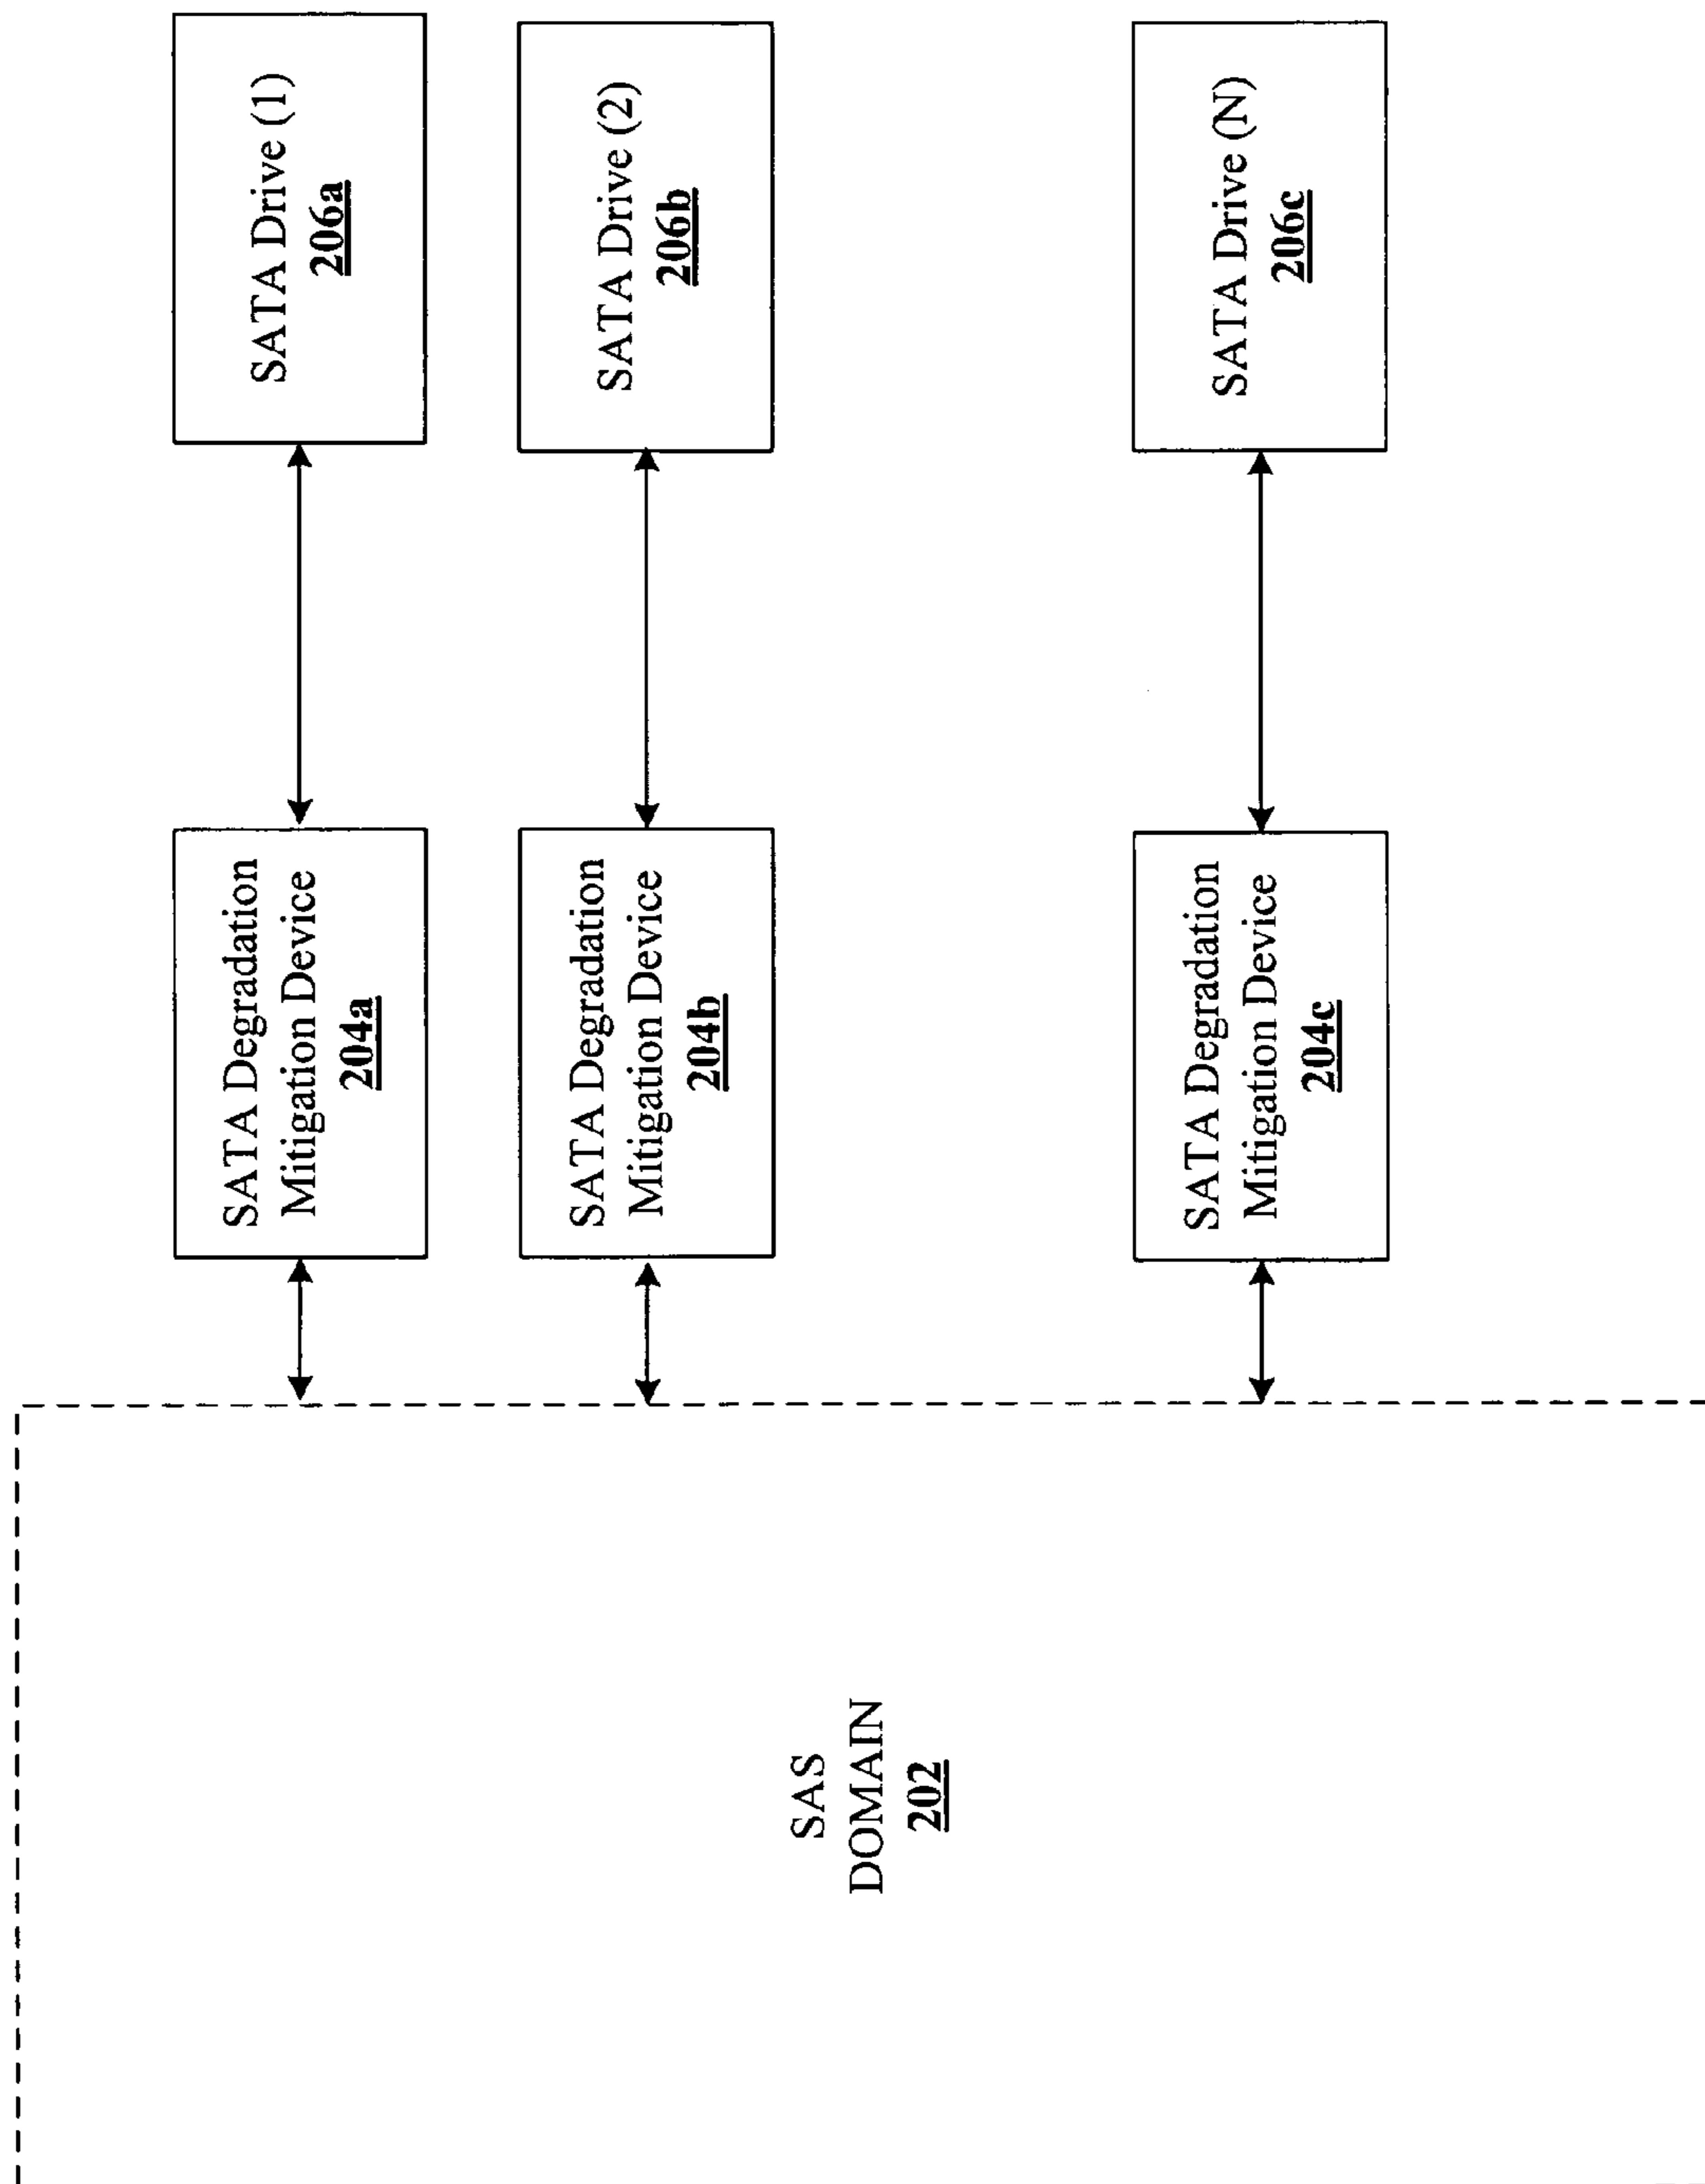 SAS
DOMAIN
202
SATA Degradation
Mitigation Device
204a
SATA Drive (1)
206a
SATA Degradation
Mitigation Device
204b
SATA Drive (2)
206b
SATA Degradation
Mitigation Device
204c
SATA Drive (N)
206c